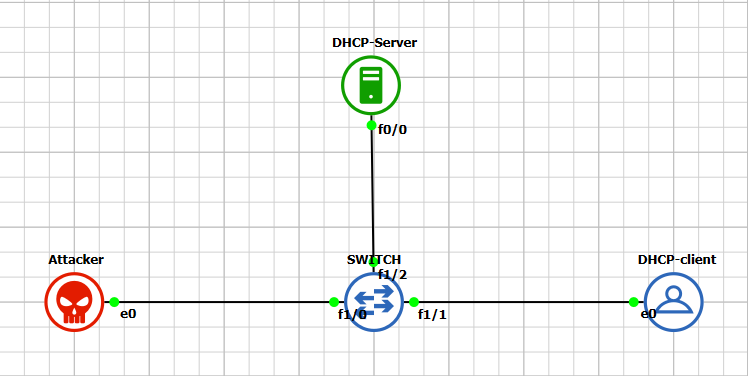 DHCP-Server
f0/0
Attacker
SWITCH
DHCP-client
f1/2
e0
f1/0
f1/1
e0